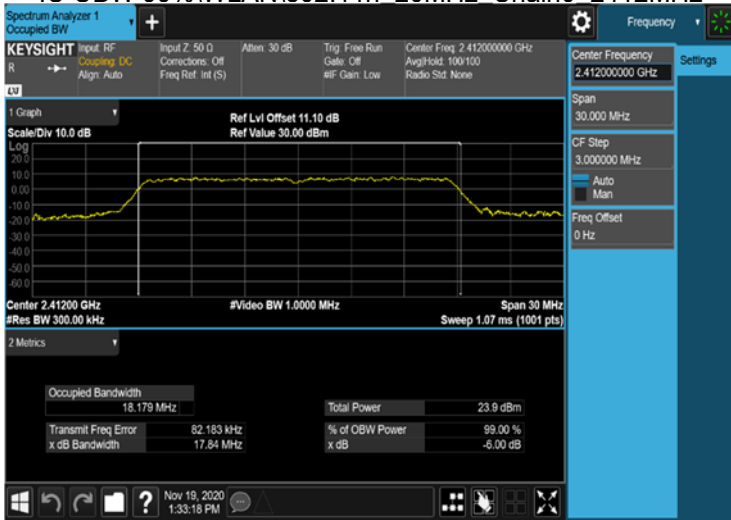 Spectrum Analyzer 1
Occupied BW
Frequency
KEYSIGHT
R
Input: RF
Coupling: DC
Align: Auto
Input Z: 50 Ω
Corrections: Off
Freq Ref: Int (S)
Atten: 30 dB
Trig: Free Run
Gate: Off
#IF Gain: Low
Center Freq: 2.412000000 GHz
Avg|Hold: 100/100
Radio Std: None
LXI
Center Frequency
2.412000000 GHz
Settings
Span
30.000 MHz
CF Step
3.000000 MHz
Auto
Man
Freq Offset
0 Hz
1 Graph
Scale/Div 10.0 dB
Ref Lvl Offset 11.10 dB
Ref Value 30.00 dBm
Log
20.0
10.0
0.00
-10.0
-20.0
-30.0
-40.0
-50.0
-60.0
Center 2.41200 GHz
#Res BW 300.00 kHz
#Video BW 1.0000 MHz
Span 30 MHz
Sweep 1.07 ms (1001 pts)
2 Metrics
Occupied Bandwidth
18.179 MHz
Total Power 23.9 dBm
Transmit Freq Error 82.183 kHz
% of OBW Power 99.00 %
x dB Bandwidth 17.84 MHz
x dB -6.00 dB
?
Nov 19, 2020
1:33:18 PM